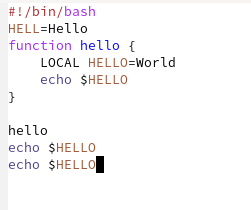 #!/bin/bash
HELL=Hello
function hello {
    LOCAL HELLO=World
    echo $HELLO
}

hello
echo $HELLO
echo $HELLO